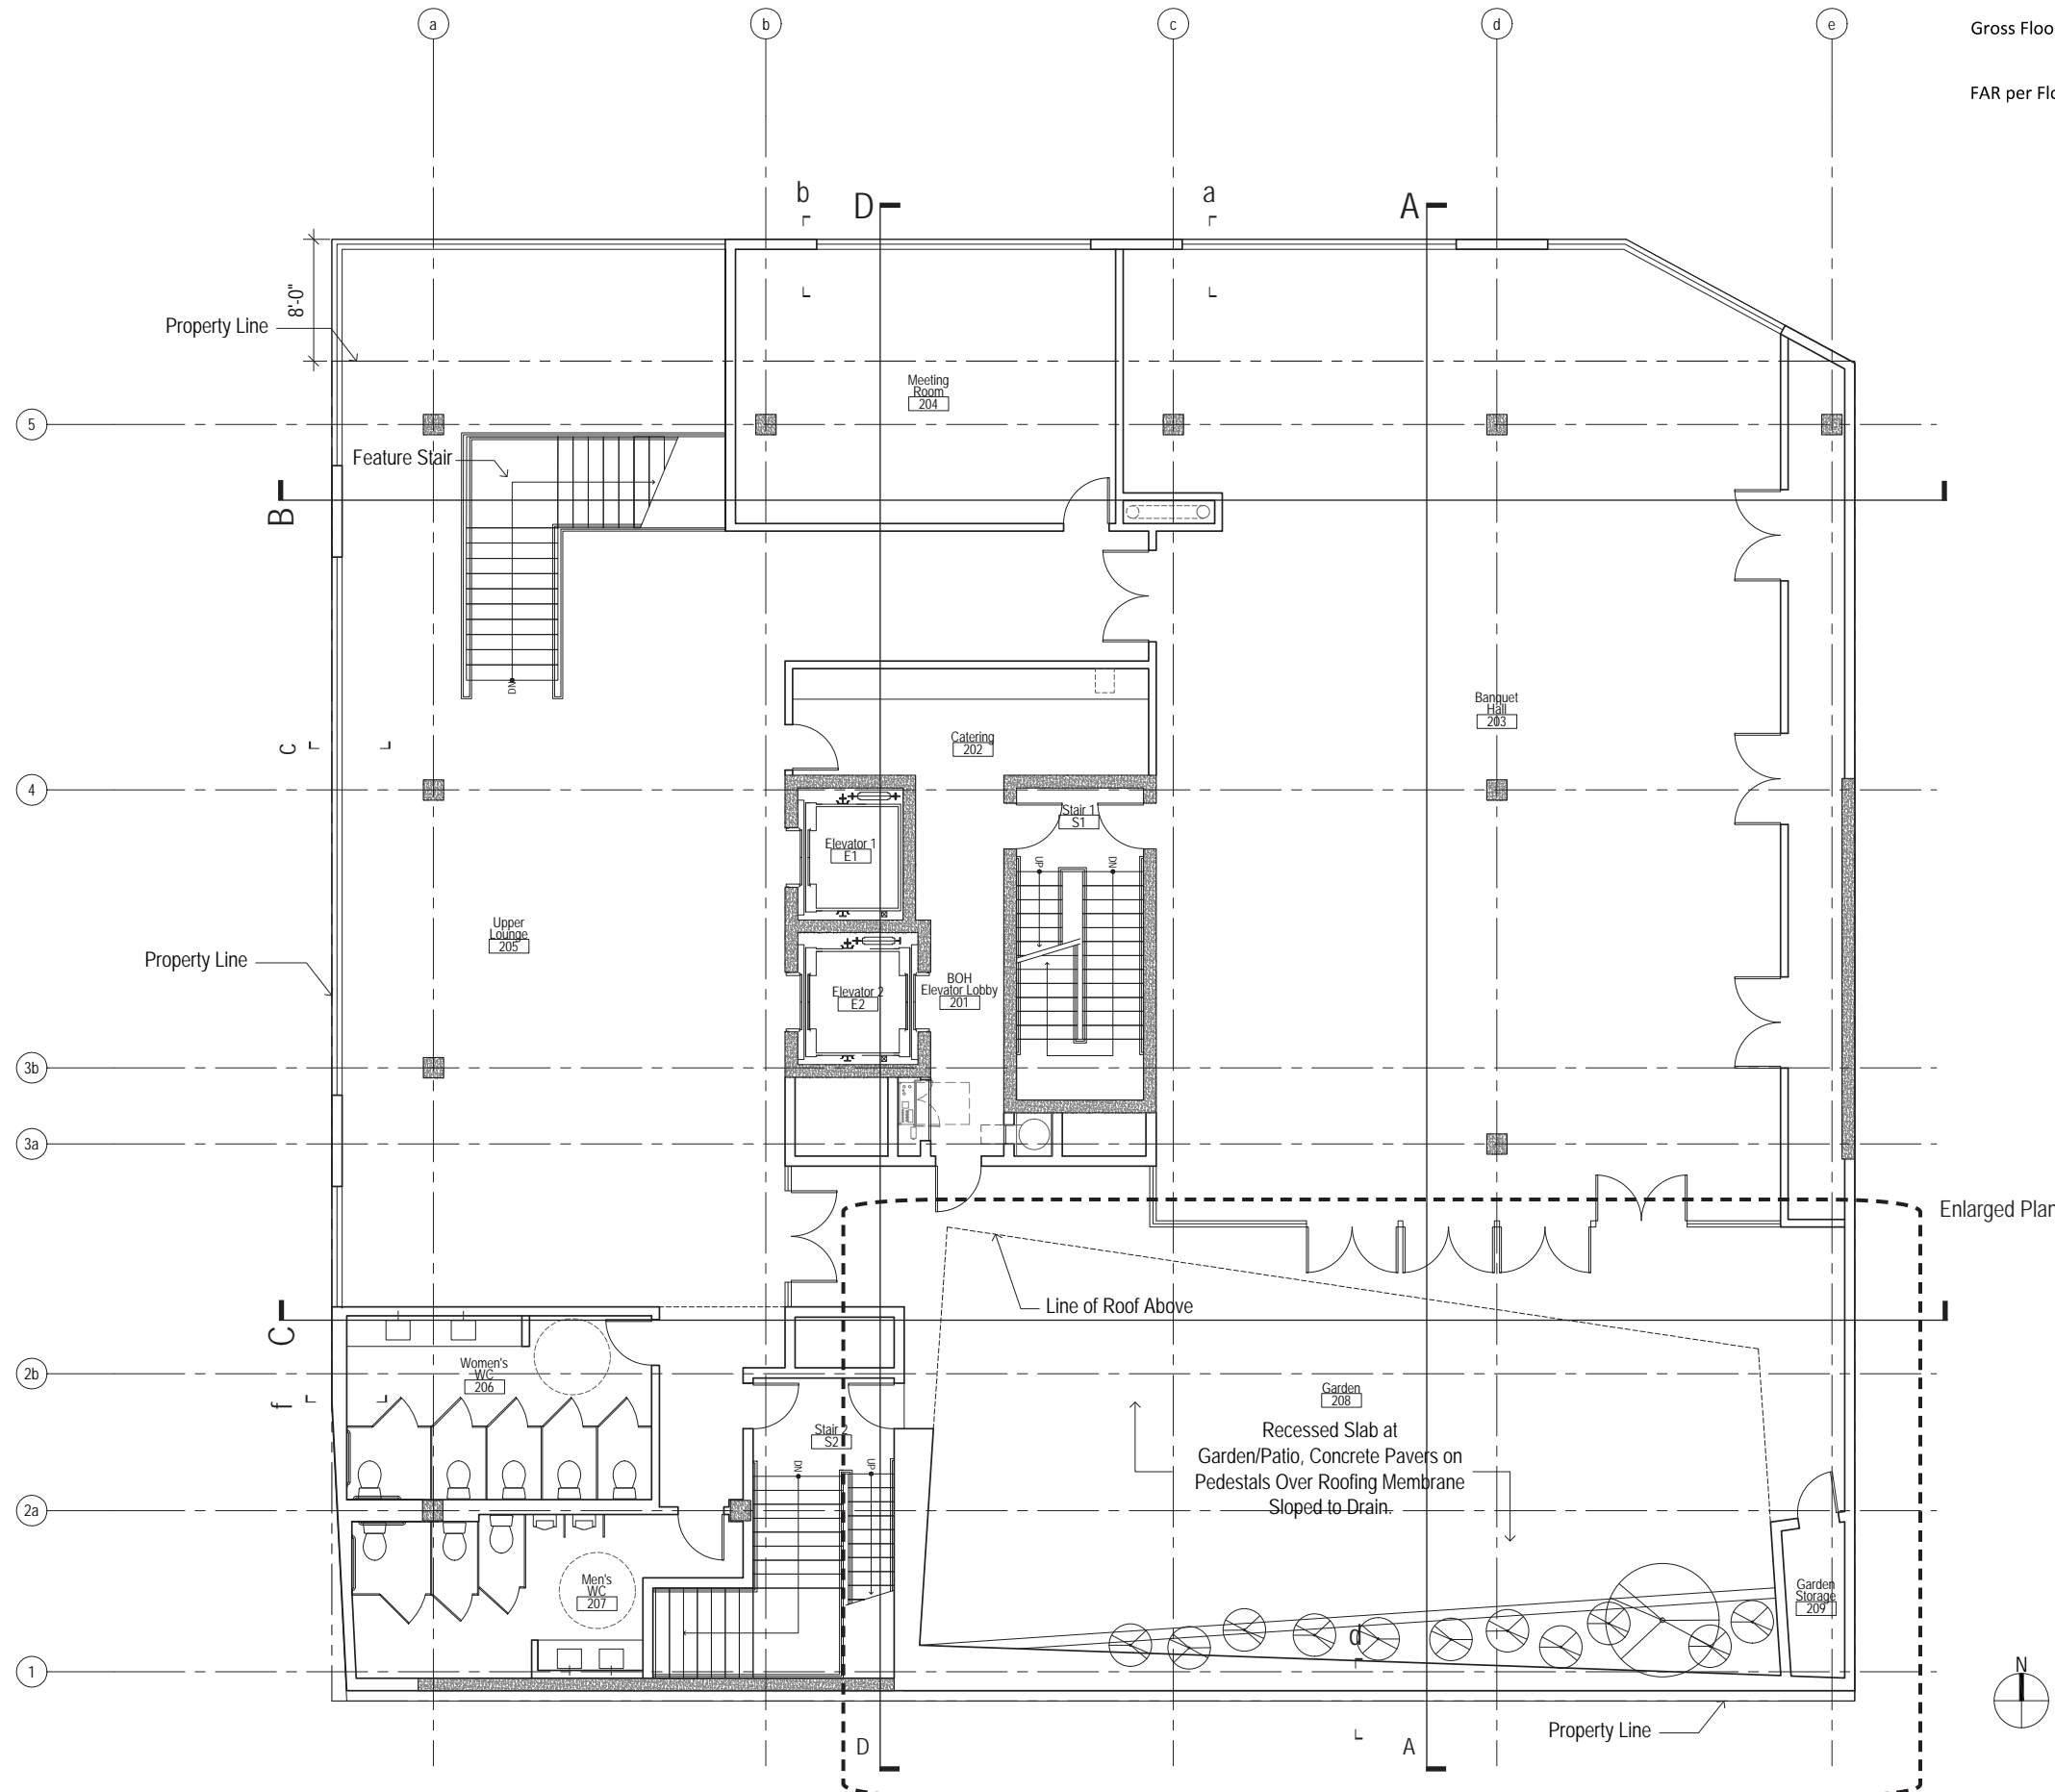 a
b
c
d
e
Gross Floo
FAR per Flo
b
D
a
A
8'-0"
Property Line
Meeting
Room
204
5
Feature Stair
B
DN
Banquet
Hall
203
Catering
202
c
4
Stair 1
S1
Elevator 1
E1
UP
DN
Upper
Lounge
205
Property Line
BOH
Elevator Lobby
201
Elevator 2
E2
3b
3a
Enlarged Plan
Line of Roof Above
C
Women's
WC
206
2b
f
Garden
208
Recessed Slab at
Garden/Patio, Concrete Pavers on
Pedestals Over Roofing Membrane
Sloped to Drain.
Stair 2
S2
DN
UP
2a
Men's
WC
207
Garden
Storage
209
d
1
N
Property Line
D
A